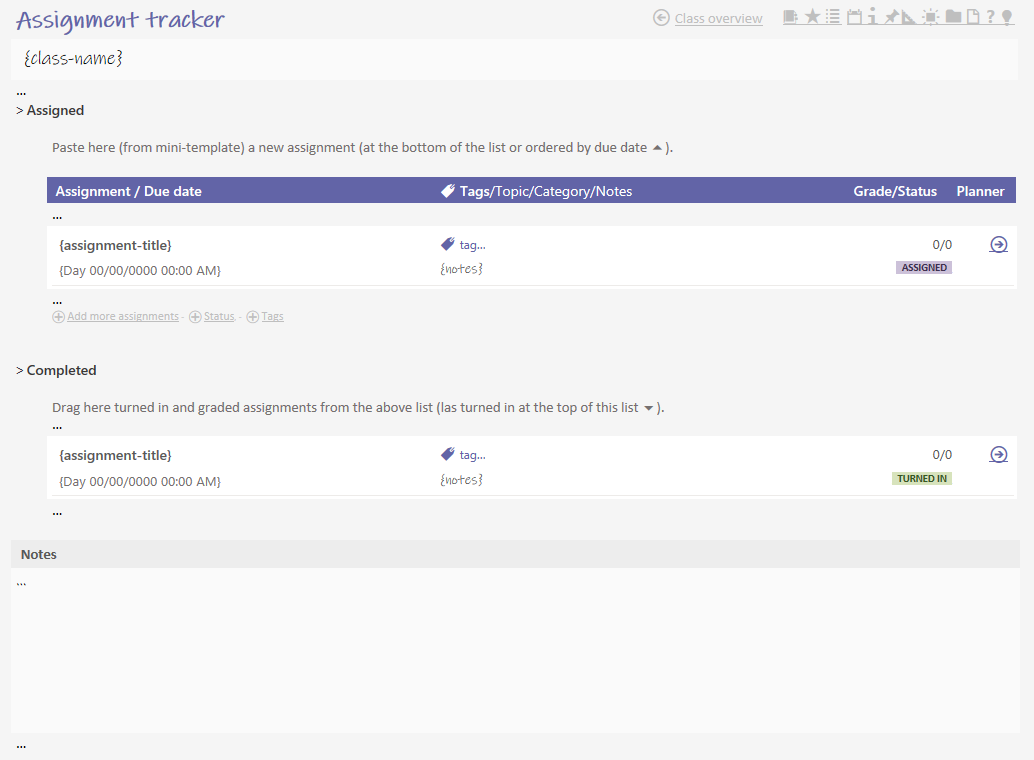 Assignment tracker Class overview
{class-name}
...
> Assigned
Paste here (from mini-template) a new assignment (at the bottom of the list or ordered by due date ).
Assignment / Due date Tags/Topic/Category/Notes Grade/Status Planner
...
{assignment-title} tag... 0/0
{Day 00/00/0000 00:00 AM} {notes} ASSIGNED
...
Add more assignments - Status - Tags
> Completed
Drag here turned in and graded assignments from the above list (las turned in at the top of this list ).
...
{assignment-title} tag... 0/0
{Day 00/00/0000 00:00 AM} {notes} TURNED IN
...
Notes
...
...